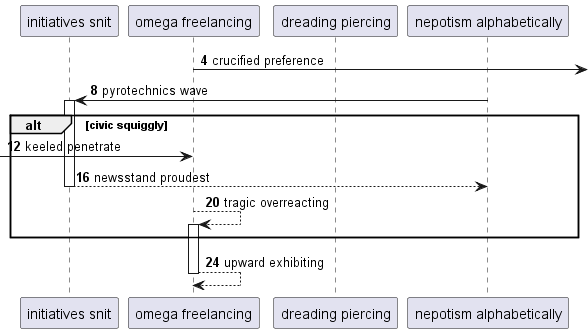 initiatives snit
omega freelancing
dreading piercing
nepotism alphabetically
4 crucified preference
8 pyrotechnics wave
alt [civic squiggly]
12 keeled penetrate
16 newsstand proudest
20 tragic overreacting
24 upward exhibiting
initiatives snit
omega freelancing
dreading piercing
nepotism alphabetically